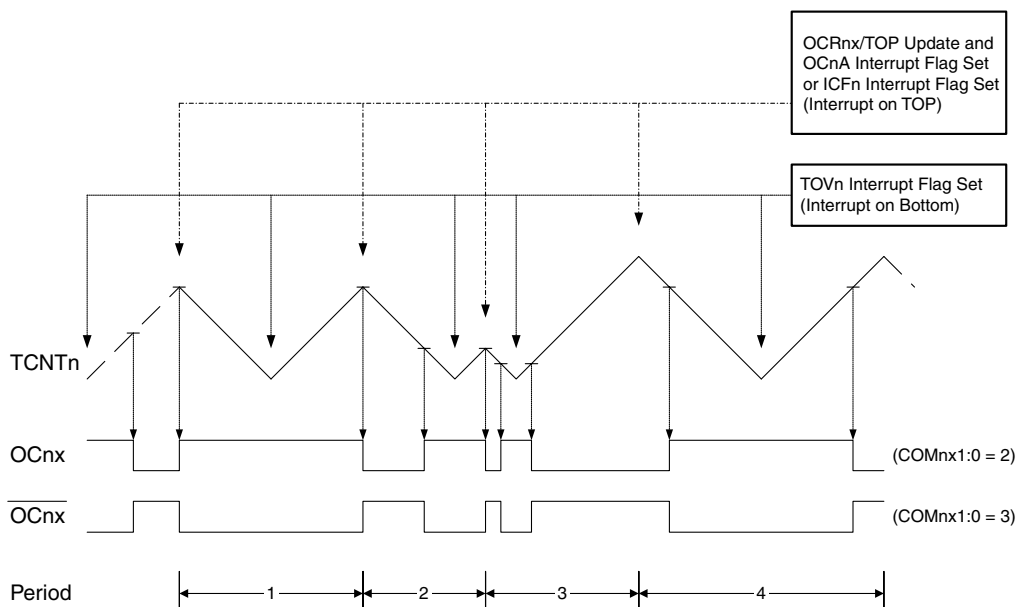 OCRnx/TOP Update and
OCnA Interrupt Flag Set
or ICFn Interrupt Flag Set
(Interrupt on TOP)
TOVn Interrupt Flag Set
(Interrupt on Bottom)
TCNTn
OCnx
(COMnx1:0 = 2)
OCnx
(COMnx1:0 = 3)
Period
1
2
3
4